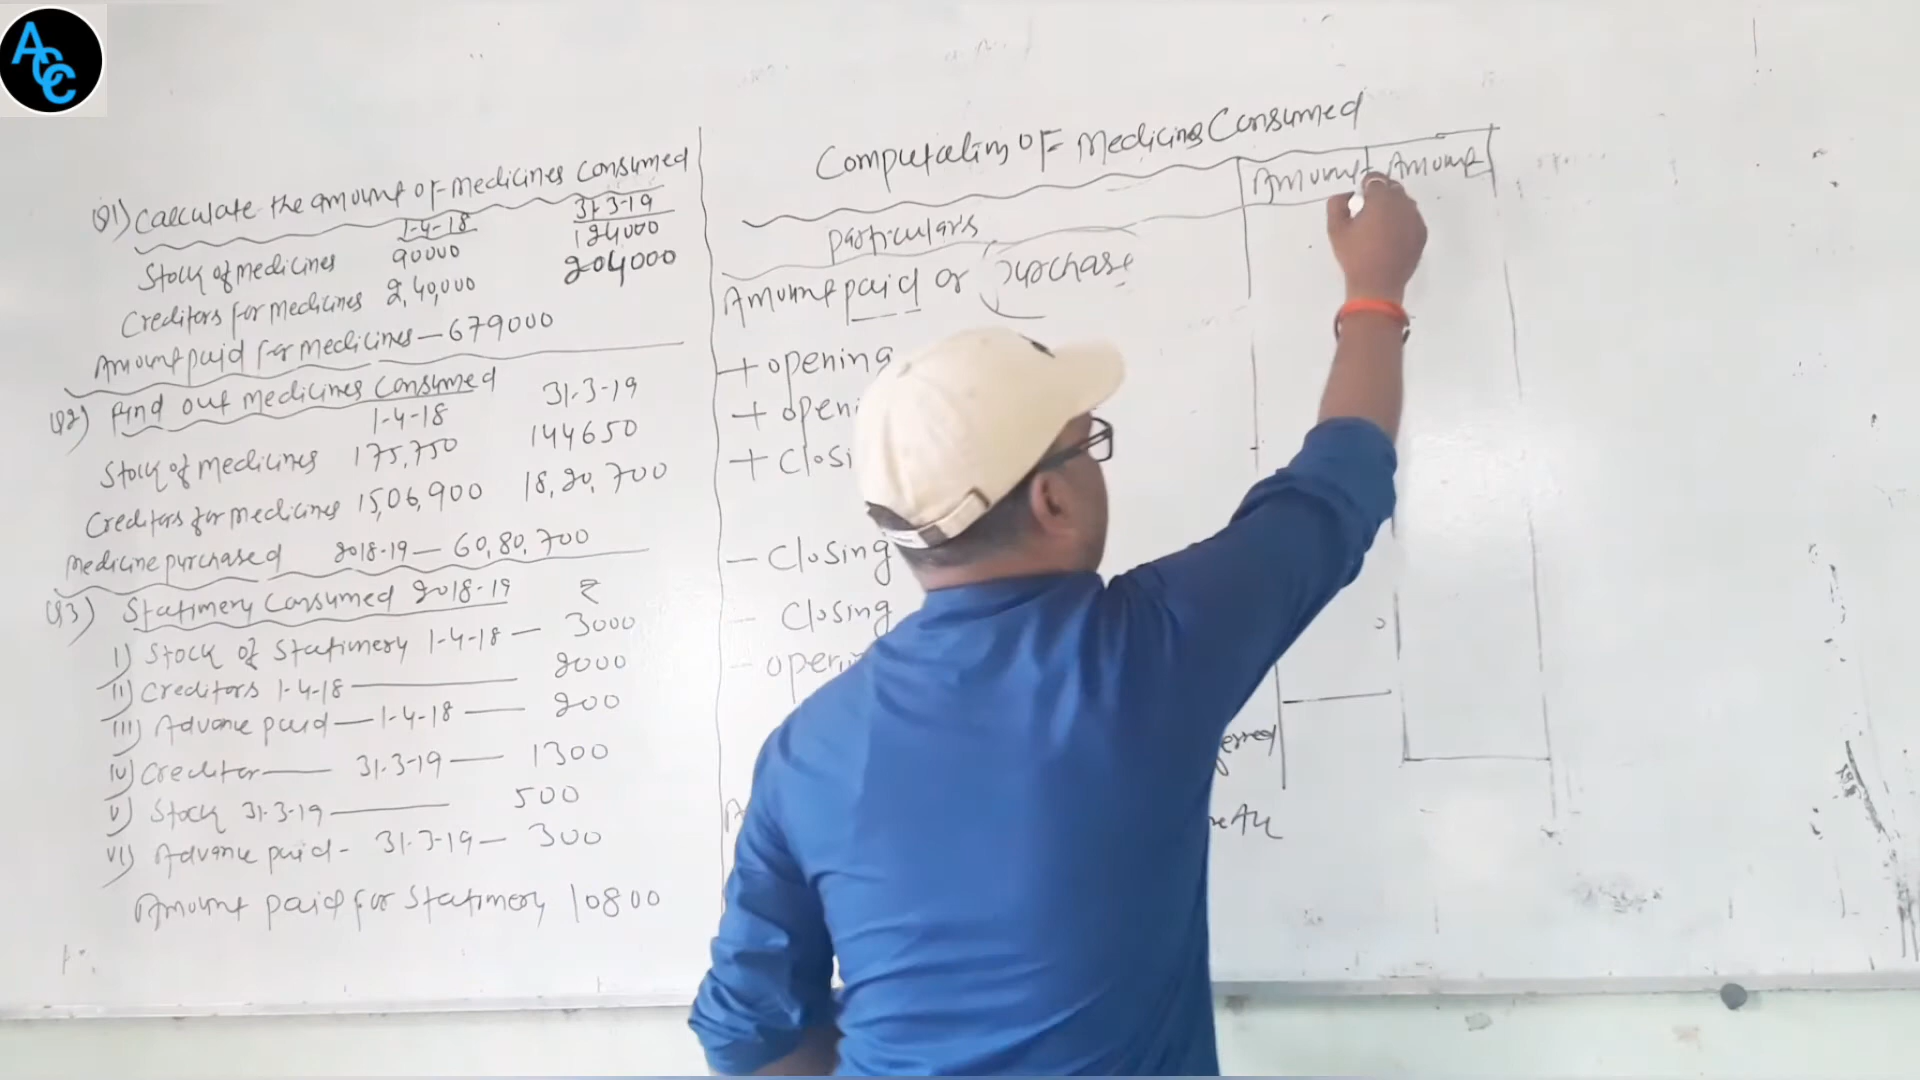 ACC
Q1) Calculate the amount of medicines consumed
1-4-18 31-3-19
Stock of medicines 90000 124000
Creditors for medicines 2,40,000 204000
Amount paid for medicines - 679000
Q2) Find out medicines consumed
1-4-18 31-3-19
Stock of medicines 175,750 144650
Creditors for medicines 15,06,900 18,20,700
medicine purchased 2018-19 - 60,80,700
Q3) Stationery Consumed 2018-19 ₹
I) Stock of Stationery 1-4-18 - 3000
II) Creditors 1-4-18 - 2000
III) Advance paid - 1-4-18 - 200
IV) Creditor - 31-3-19 - 1300
V) Stock 31-3-19 - 500
VI) Advance paid - 31-3-19 - 300
Amount paid for Stationery 10800
Computation OF Medicines Consumed
particulars Amount Amount
Amount paid or purchase
+ opening
+ openi
+ closi
- Closing
- Closing
- openi